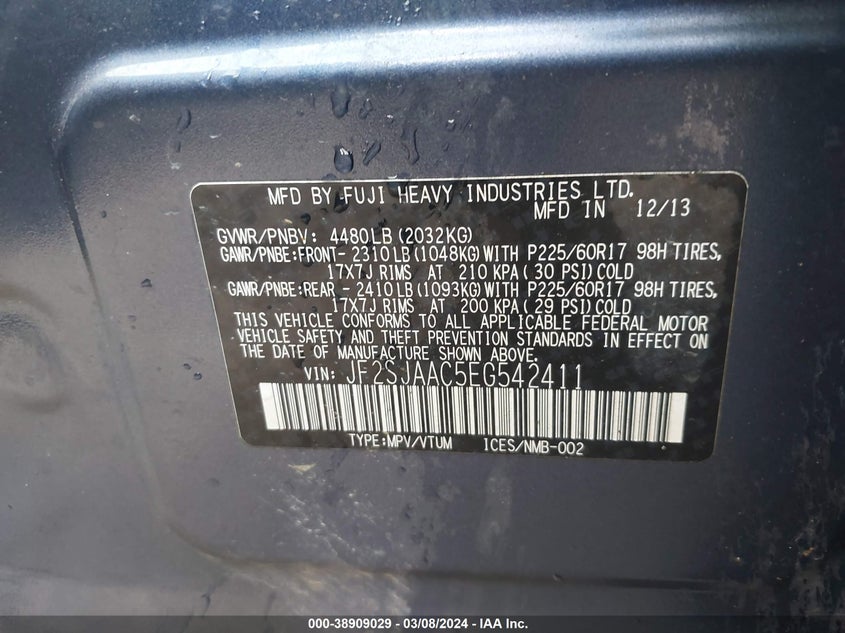 MFD BY FUJI HEAVY INDUSTRIES LTD.
MFD IN 12/13
GVWR/PNBV: 4480LB (2032KG)
GAWR/PNBE:FRONT- 2310LB(1048KG)WITH P225/60R17 98H TIRES,
17X7J RIMS AT 210 KPA(30 PSI)COLD
GAWR/PNBE:REAR - 2410LB(1093KG)WITH P225/60R17 98H TIRES,
17X7J RIMS AT 200 KPA(29 PSI)COLD
THIS VEHICLE CONFORMS TO ALL APPLICABLE FEDERAL MOTOR
VEHICLE SAFETY AND THEFT PREVENTION STANDARDS IN EFFECT ON
THE DATE OF MANUFACTURE SHOWN ABOVE.
VIN: JF2SJAAC5EG542411
TYPE:MPV/VTUM ICES/NMB-002
000-38909029 - 03/08/2024 - IAA Inc.